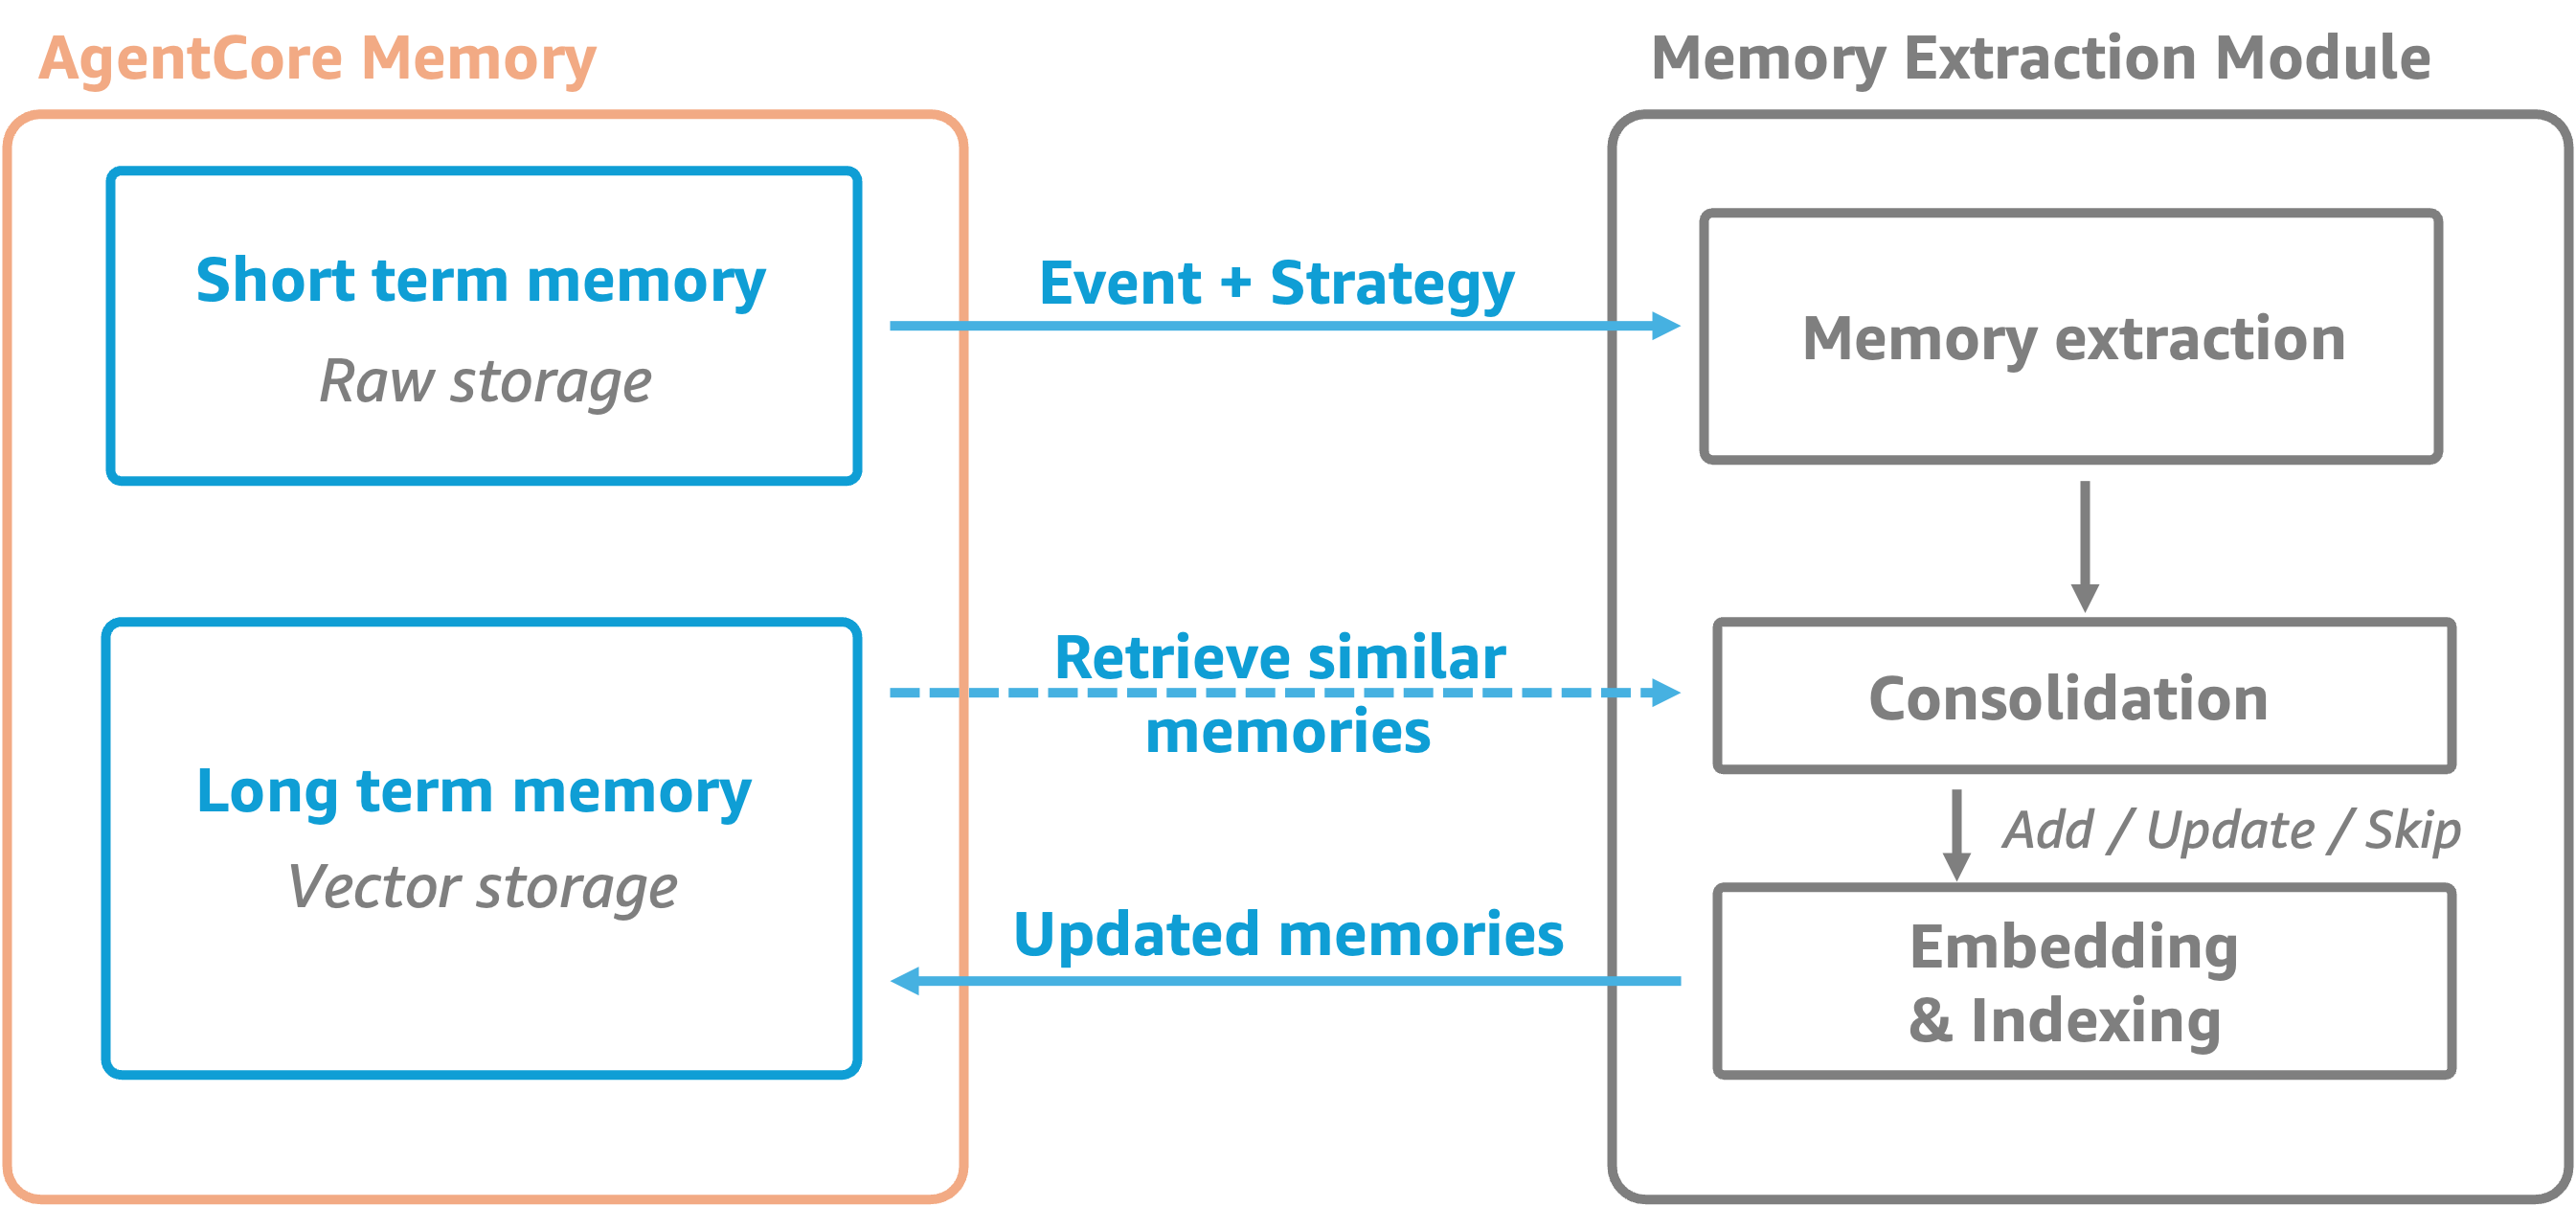 AgentCore Memory
Memory Extraction Module
Short term memory
Raw storage
Event + Strategy
Memory extraction
Retrieve similar
memories
Consolidation
Long term memory
Vector storage
Add / Update / Skip
Updated memories
Embedding
& Indexing